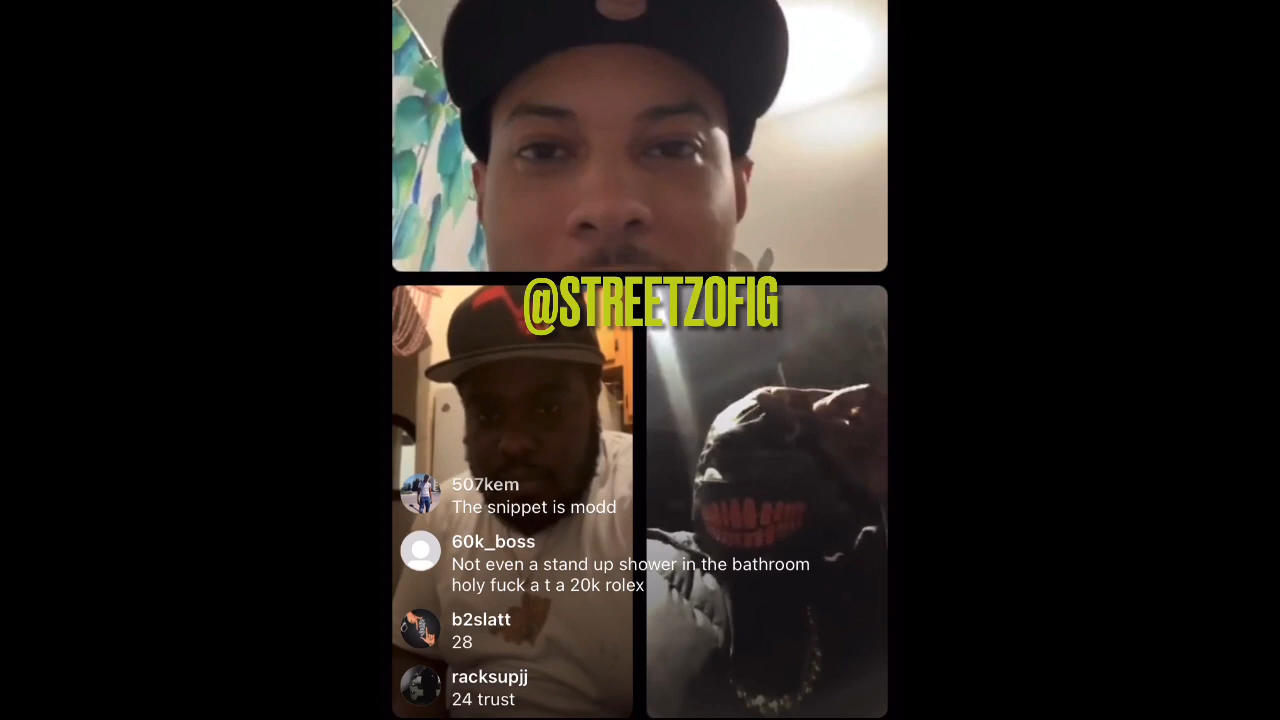 @STREETZOFIG
507kem
The snippet is modd
60k_boss
Not even a stand up shower in the bathroom
holy fuck a t a 20k rolex
b2slatt
28
racksupjj
24 trust